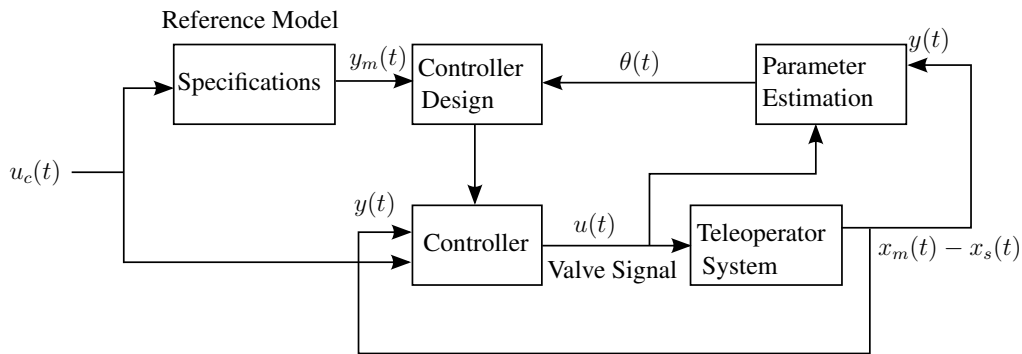 Reference Model
Specifications
y_m(t)
Controller
Design
θ(t)
Parameter
Estimation
y(t)
u_c(t)
y(t)
Controller
u(t)
Valve Signal
Teleoperator
System
x_m(t) − x_s(t)